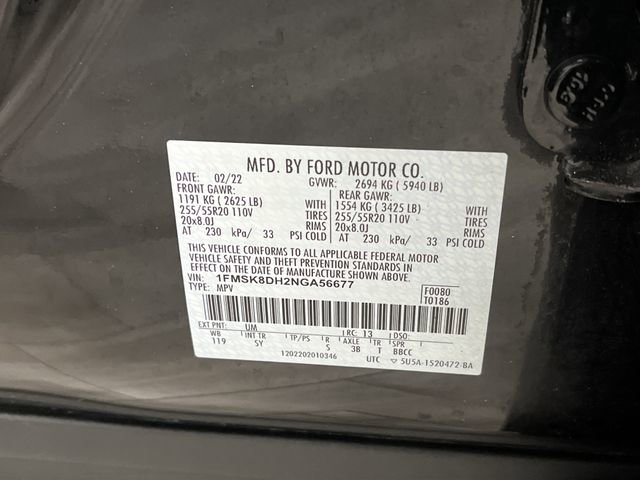 MFD. BY FORD MOTOR CO.
DATE: 02/22 GVWR: 2694 KG ( 5940 LB)
FRONT GAWR: REAR GAWR:
1191 KG ( 2625 LB) WITH 1554 KG ( 3425 LB) WITH
255/55R20 110V TIRES 255/55R20 110V TIRES
20x8.0J RIMS 20x8.0J RIMS
AT 230 kPa/ 33 PSI COLD AT 230 kPa/ 33 PSI COLD
THIS VEHICLE CONFORMS TO ALL APPLICABLE FEDERAL MOTOR
VEHICLE SAFETY AND THEFT PREVENTION STANDARDS IN
EFFECT ON THE DATE OF MANUFACTURE SHOWN ABOVE.
VIN: 1FMSK8DH2NGA56677
TYPE: MPV
F0080
T0186
EXT PNT: UM RC: 13 DSO:
WB INT TR TP/PS R AXLE TR SPR
119 5Y S 3B T BBCC
1202202010346 UTC 5U5A-1520472-BA